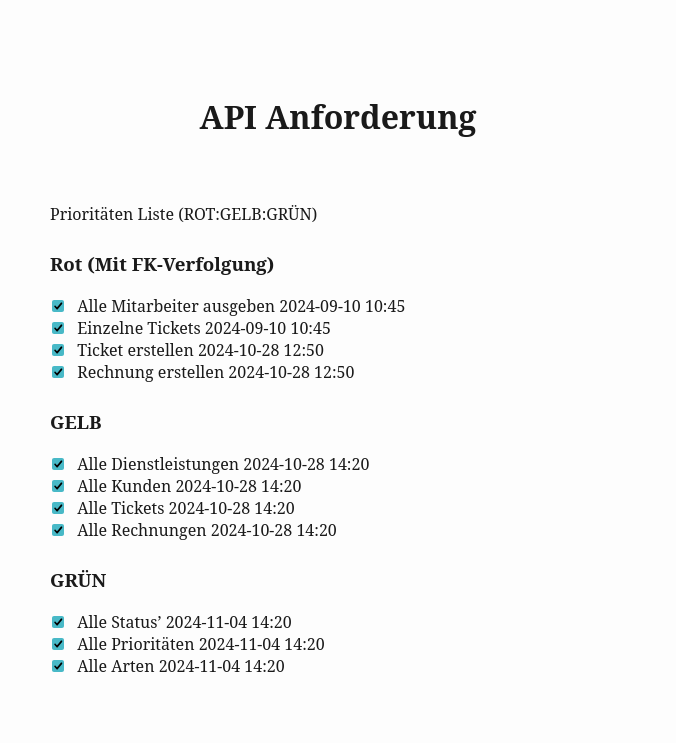 API Anforderung
Prioritäten Liste (ROT:GELB:GRÜN)
Rot (Mit FK-Verfolgung)
Alle Mitarbeiter ausgeben 2024-09-10 10:45
Einzelne Tickets 2024-09-10 10:45
Ticket erstellen 2024-10-28 12:50
Rechnung erstellen 2024-10-28 12:50
GELB
Alle Dienstleistungen 2024-10-28 14:20
Alle Kunden 2024-10-28 14:20
Alle Tickets 2024-10-28 14:20
Alle Rechnungen 2024-10-28 14:20
GRÜN
Alle Status’ 2024-11-04 14:20
Alle Prioritäten 2024-11-04 14:20
Alle Arten 2024-11-04 14:20